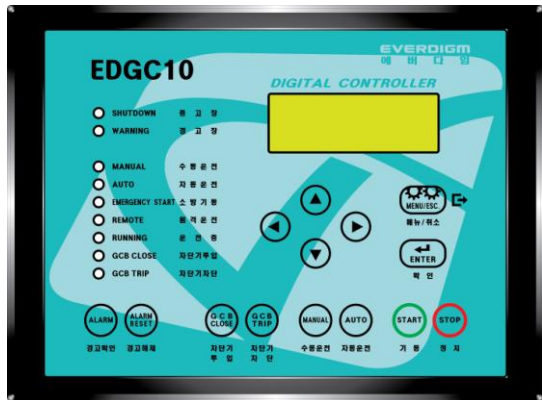 EVERDIGM
에 버 다 임
EDGC10
DIGITAL CONTROLLER
SHUTDOWN 중 고 장
WARNING 경 고 장
MANUAL 수 동 운 전
AUTO 자 동 운 전
EMERGENCY START 소 방 기 동
REMOTE 원 격 운 전
RUNNING 운 전 중
GCB CLOSE 차단기투입
GCB TRIP 차단기차단
MENU/ESC.
메뉴/취소
ENTER
확 인
ALARM
ALARM RESET
GCB CLOSE
GCB TRIP
MANUAL
AUTO
START
STOP
경고확인
경고해제
차단기 투 입
차단기 차 단
수동운전
자동운전
기 동
정 지